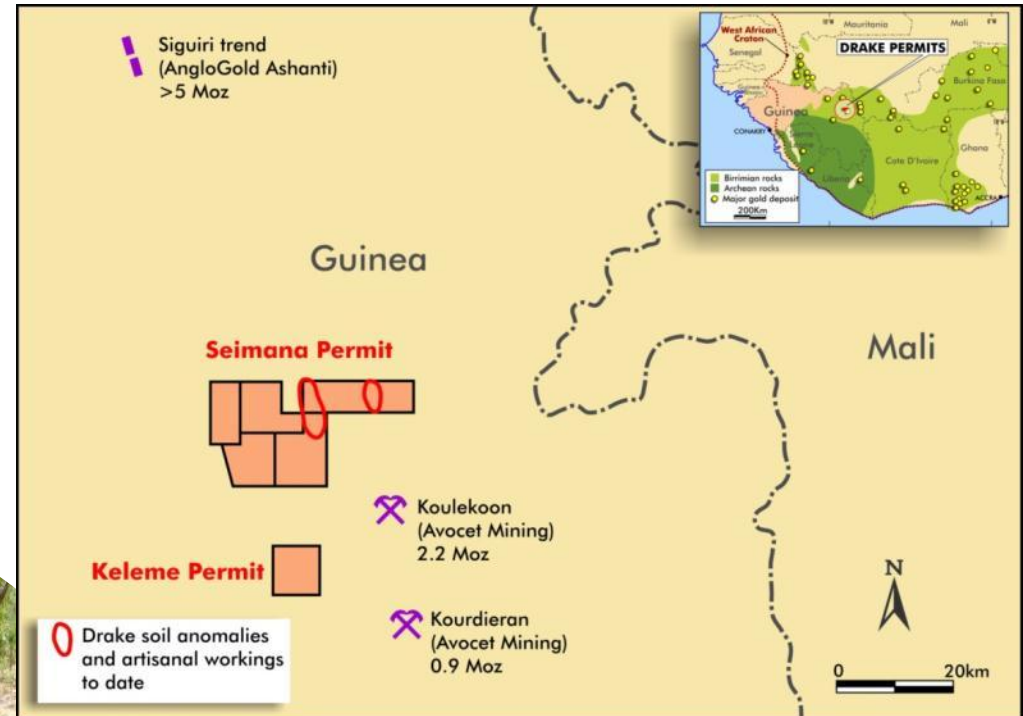 Siguiri trend
(AngloGold Ashanti)
>5 Moz
Guinea
Mali
Seimana Permit
Koulekoon
(Avocet Mining)
2.2 Moz
Keleme Permit
Kourdieran
(Avocet Mining)
0.9 Moz
Drake soil anomalies
and artisanal workings
to date
N
0 20km
West African
Craton
Mauritania
Mali
Senegal
DRAKE PERMITS
Burkina Faso
Guinea
CONAKRY
Sierra
Leone
Liberia
Cote D'Ivoire
Ghana
ACCRA
Birrimian rocks
Archean rocks
Major gold deposit
200Km